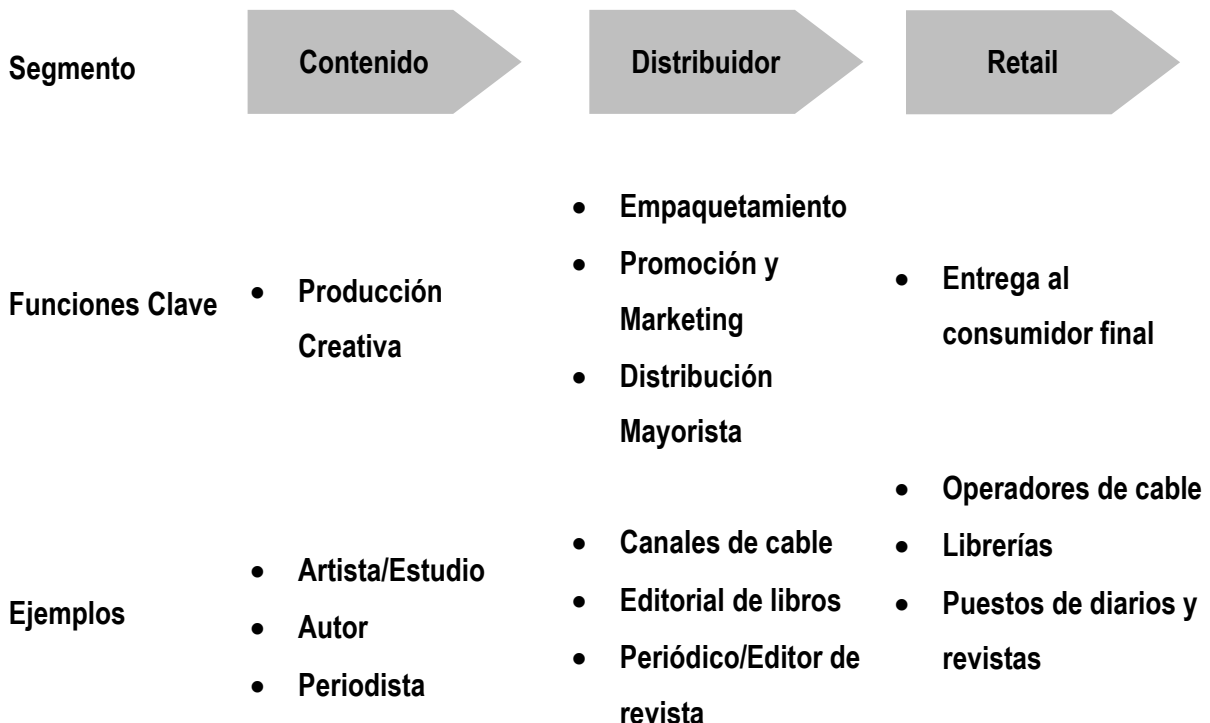 Segmento
Contenido
Distribuidor
Retail
Funciones Clave
• Producción
Creativa
• Empaquetamiento
• Promoción y
Marketing
• Distribución
Mayorista
• Entrega al
consumidor final
Ejemplos
• Artista/Estudio
• Autor
• Periodista
• Canales de cable
• Editorial de libros
• Periódico/Editor de
revista
• Operadores de cable
• Librerías
• Puestos de diarios y
revistas